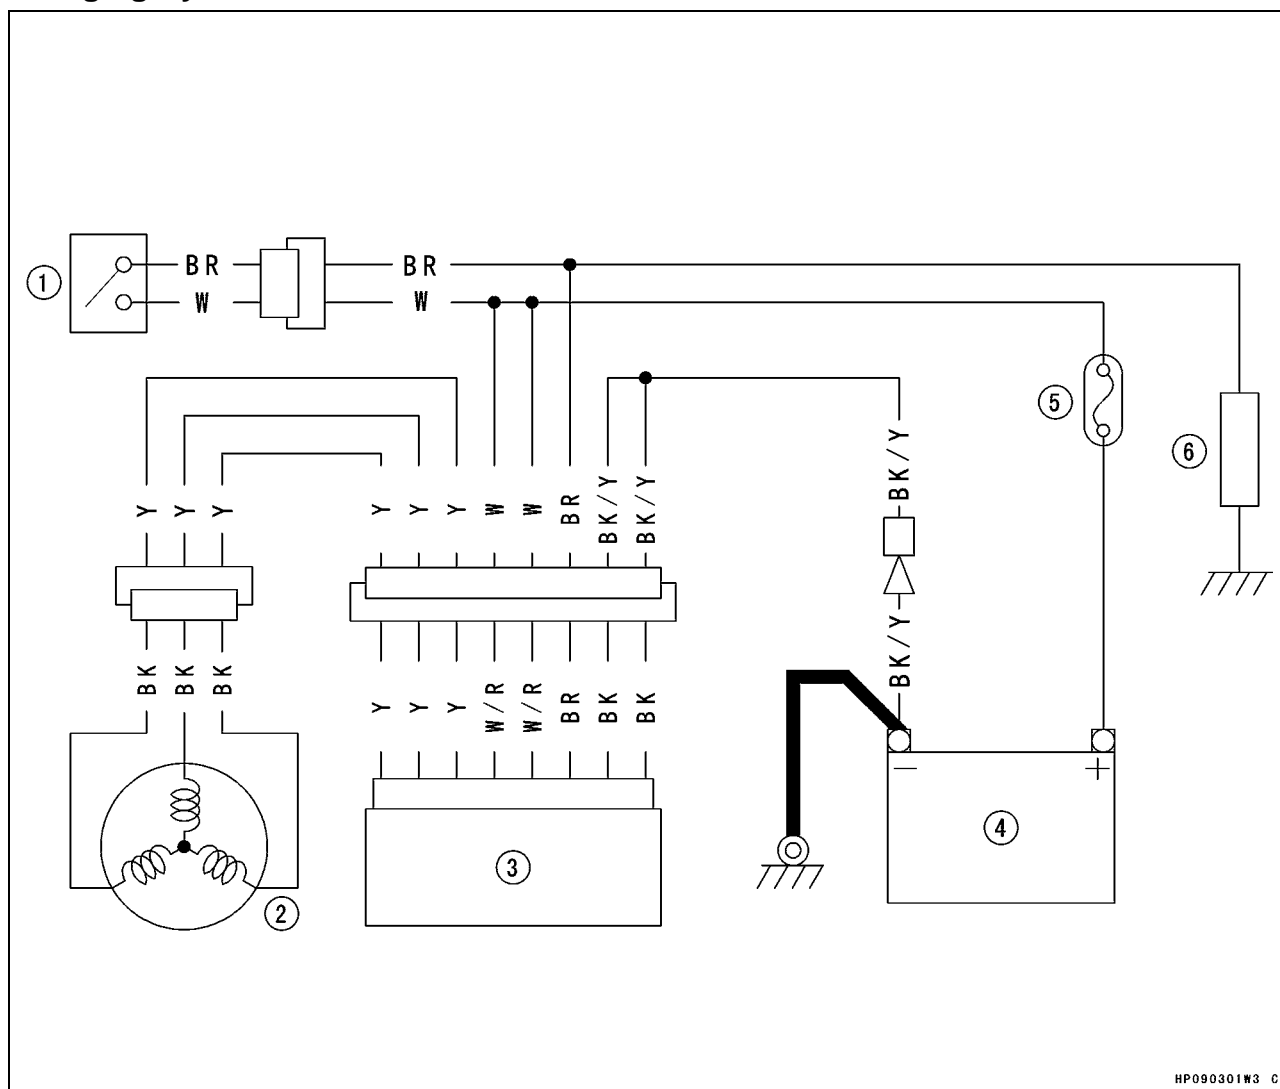 BR BR
1
W W
5
6
BK/Y
Y Y Y Y Y Y W W BR BK/Y BK/Y
BK/Y
BK BK BK Y Y Y W/R W/R BR BK BK
− +
4
3
2
HP090301W3 C